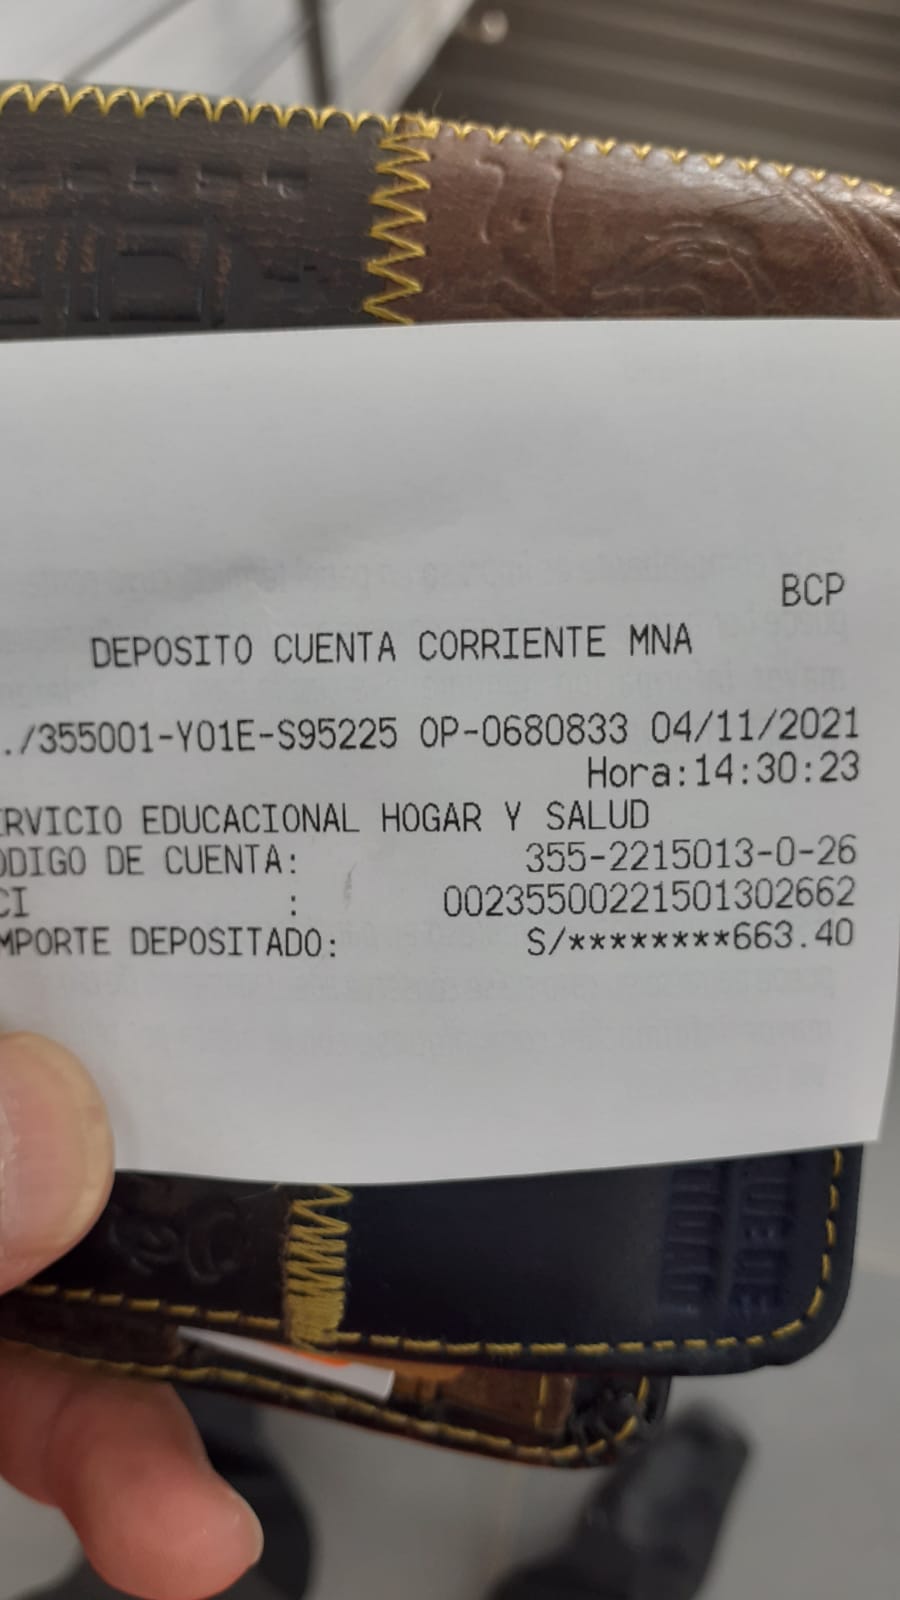 BCP
DEPOSITO CUENTA CORRIENTE MNA
./355001-Y01E-S95225 OP-0680833 04/11/2021
Hora:14:30:23
RVICIO EDUCACIONAL HOGAR Y SALUD
ODIGO DE CUENTA: 355-2215013-0-26
CI : 00235500221501302662
MPORTE DEPOSITADO: S/********663.40